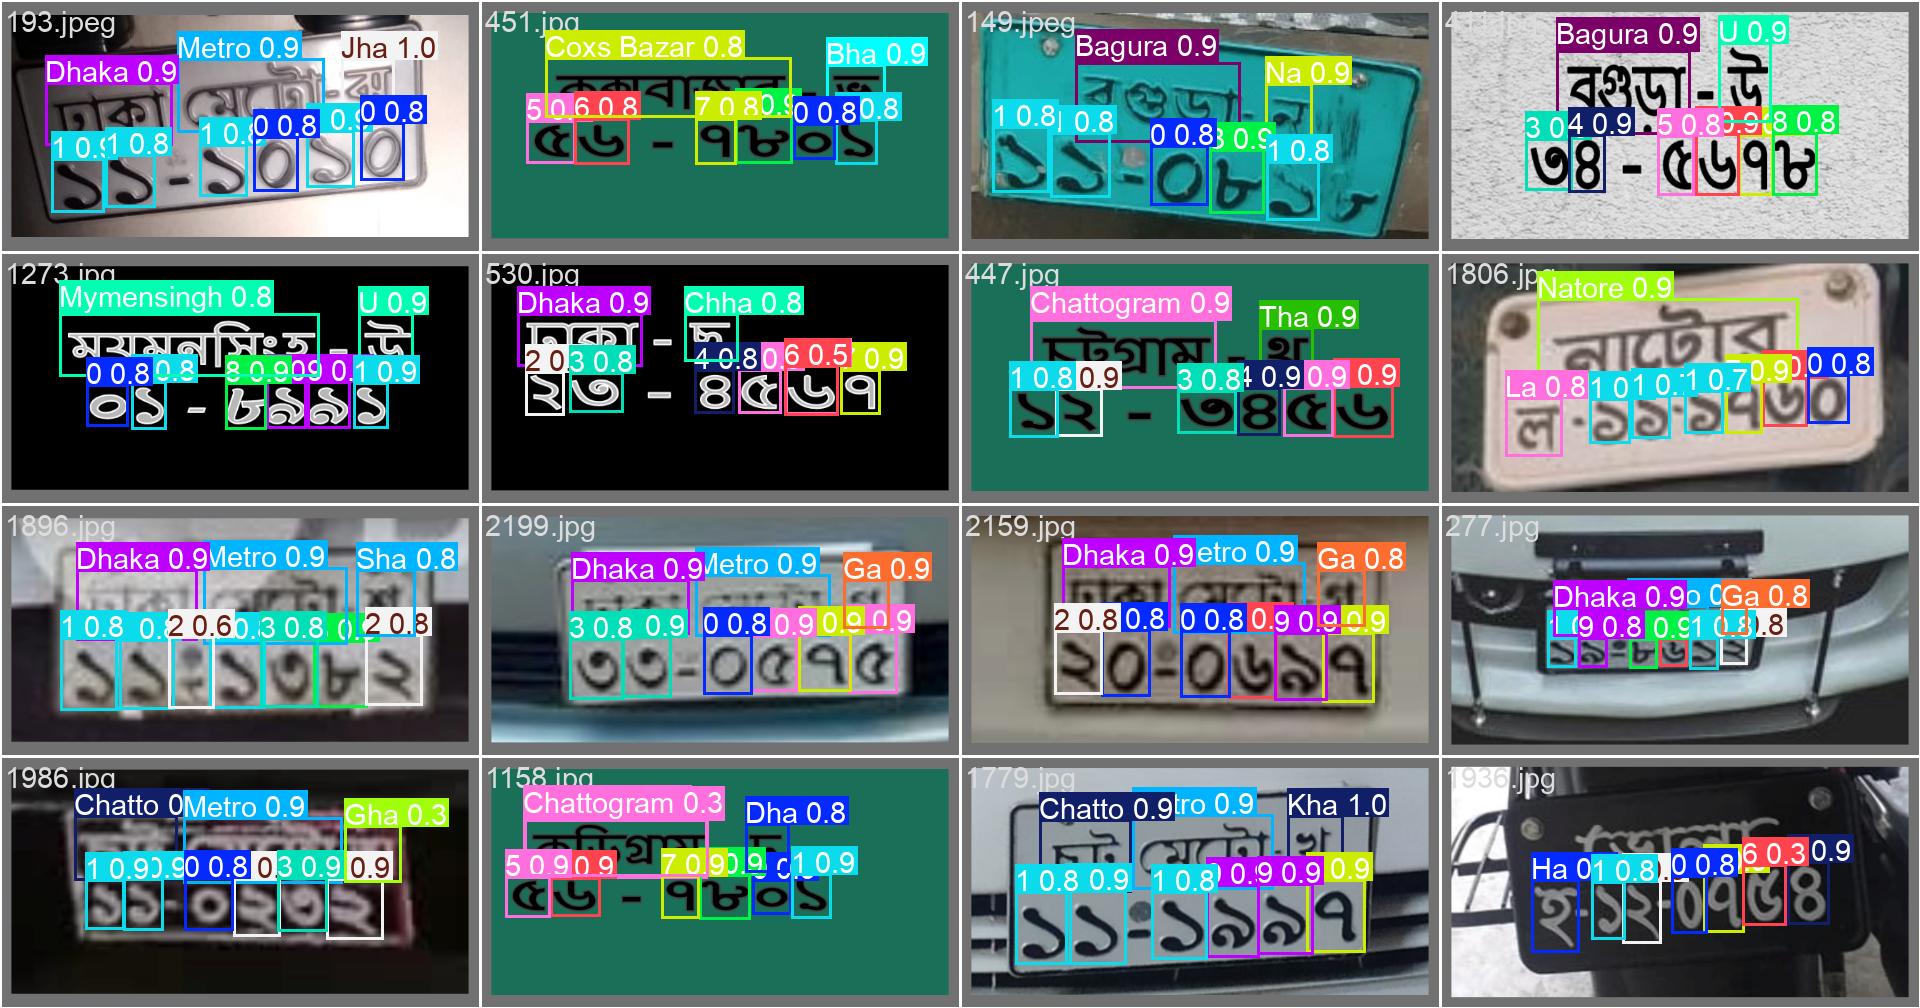 193.jpeg
Dhaka 0.9 Metro 0.9 Jha 1.0
ঢাকা মেট্রো-ঝ
1 0.9 1 0.8 1 0.8 0 0.8 0.9 0 0.8
১১-১০১০
451.jpg
Coxs Bazar 0.8 Bha 0.9
কক্সবাজার - ভ
5 0.9 6 0.8 7 0.8 0.9 0 0.8 0.8
৫৬ - ৭৮০১
149.jpeg
Bagura 0.9 Na 0.9
বগুড়া - ন
1 0.8 0.8 0 0.8 8 0.9 1 0.8
১১-০৮১
Bagura 0.9 U 0.9
বগুড়া - উ
3 0 4 0.9 5 0.8 0.9 8 0.8
৩৪ - ৫৬৭৮
1273.jpg
Mymensingh 0.8 U 0.9
ময়মনসিংহ - উ
0 0.8 0.8 8 0.9 0.9 1 0.9
০১ - ৮৯৯১
530.jpg
Dhaka 0.9 Chha 0.8
ঢাকা - ছ
2 0. 3 0.8 4 0.8 0. 6 0.5 0.9
২৩ - ৪৫৬৭
447.jpg
Chattogram 0.9 Tha 0.9
চট্টগ্রাম - থ
1 0.8 0.9 3 0.8 4 0.9 0.9 0.9
১২ - ৩৪৫৬
1806.jpg
Natore 0.9
নাটোর
La 0.8 1 0 1 0. 1 0.7 0.9 0. 0 0.8
ল-১১-১৭৬০
1896.jpg
Dhaka 0.9 Metro 0.9 Sha 0.8
1 0.8 0.8 2 0.6 0.8 3 0.8 0. 2 0.8
১১-১৩৮২
2199.jpg
Dhaka 0.9 Metro 0.9 Ga 0.9
3 0.8 0.9 0 0.8 0.9 0.9 0.9
৩৩-০৫৭৫
2159.jpg
Dhaka 0.9 etro 0.9 Ga 0.8
2 0.8 0.8 0 0.8 0. 9 0.9 0.9
২০-০৬৯৭
277.jpg
Dhaka 0.9 Ga 0.8
9 0.8 0.9 1 0.8 0.8
১৯-৮৬১২
1986.jpg
Chatto 0 Metro 0.9 Gha 0.3
1 0.9 0.9 0 0.8 0. 3 0.9 0.9
১১-০২৩২
1158.jpg
Chattogram 0.3 Dha 0.8
কুড়িগ্রাম - ঢ
5 0.9 0.9 7 0.9 0.9 1 0.9
৫৬ - ৭৮০১
1779.jpg
Chatto 0.9 tro 0.9 Kha 1.0
চট্ট মেট্রো-খ
1 0.8 0.9 1 0.8 0.9 9 0.9 0.9
১১-১৯৯৭
1936.jpg
ভোলা
Ha 0 1 0.8 0 0.8 6 0.3 0.9
হ-১২-০৭৫৪